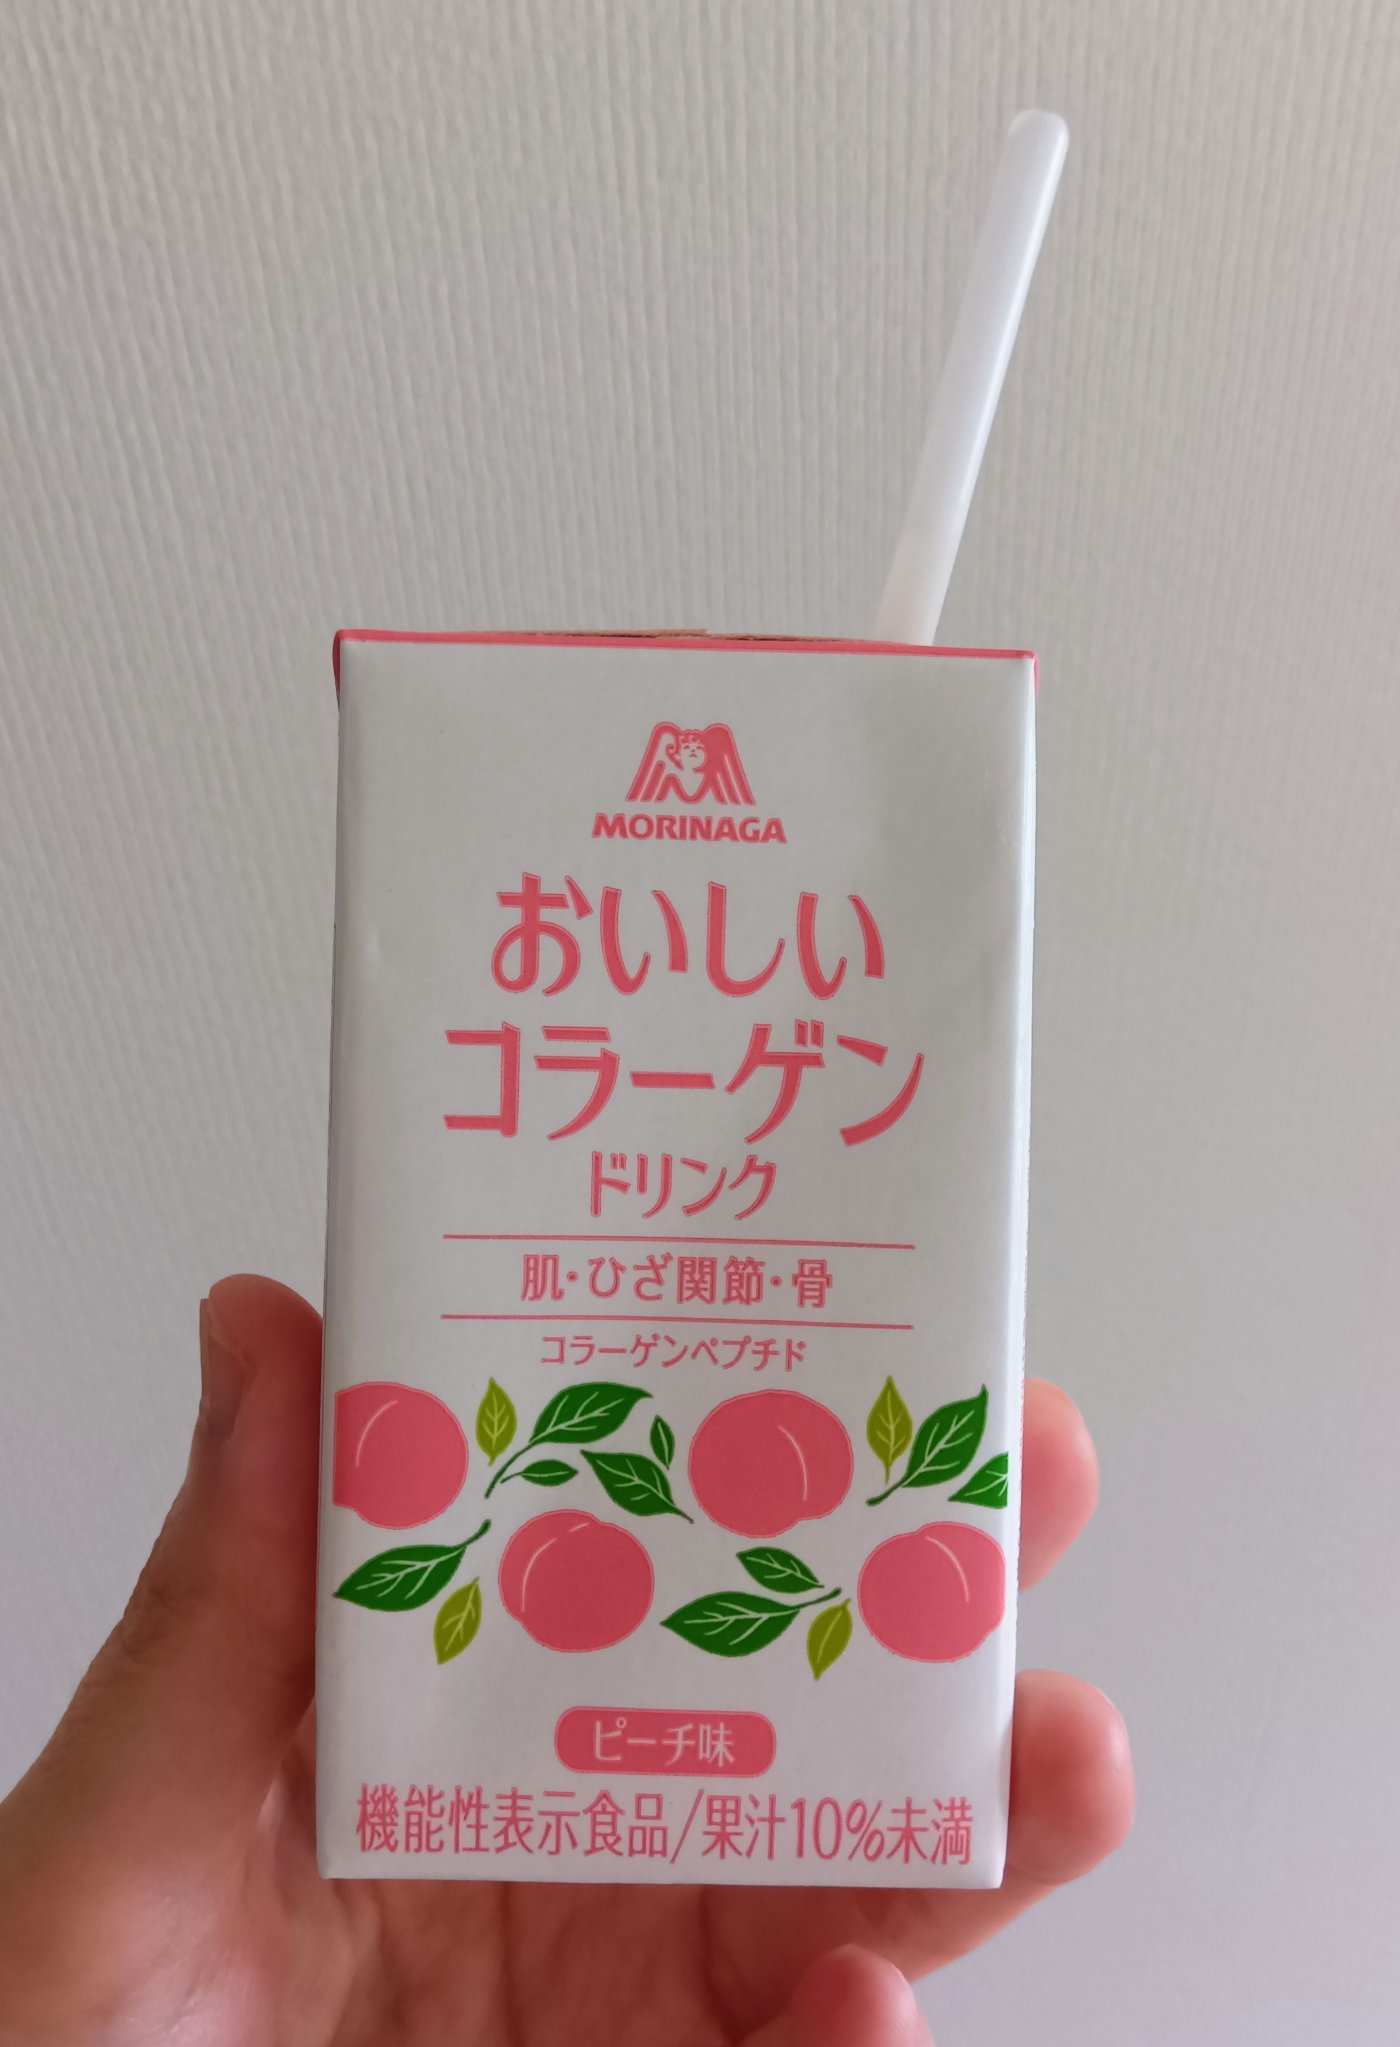 MORINAGA
おいしい
コラーゲン
ドリンク
肌・ひざ関節・骨
コラーゲンペプチド
ピーチ味
機能性表示食品/果汁10%未満